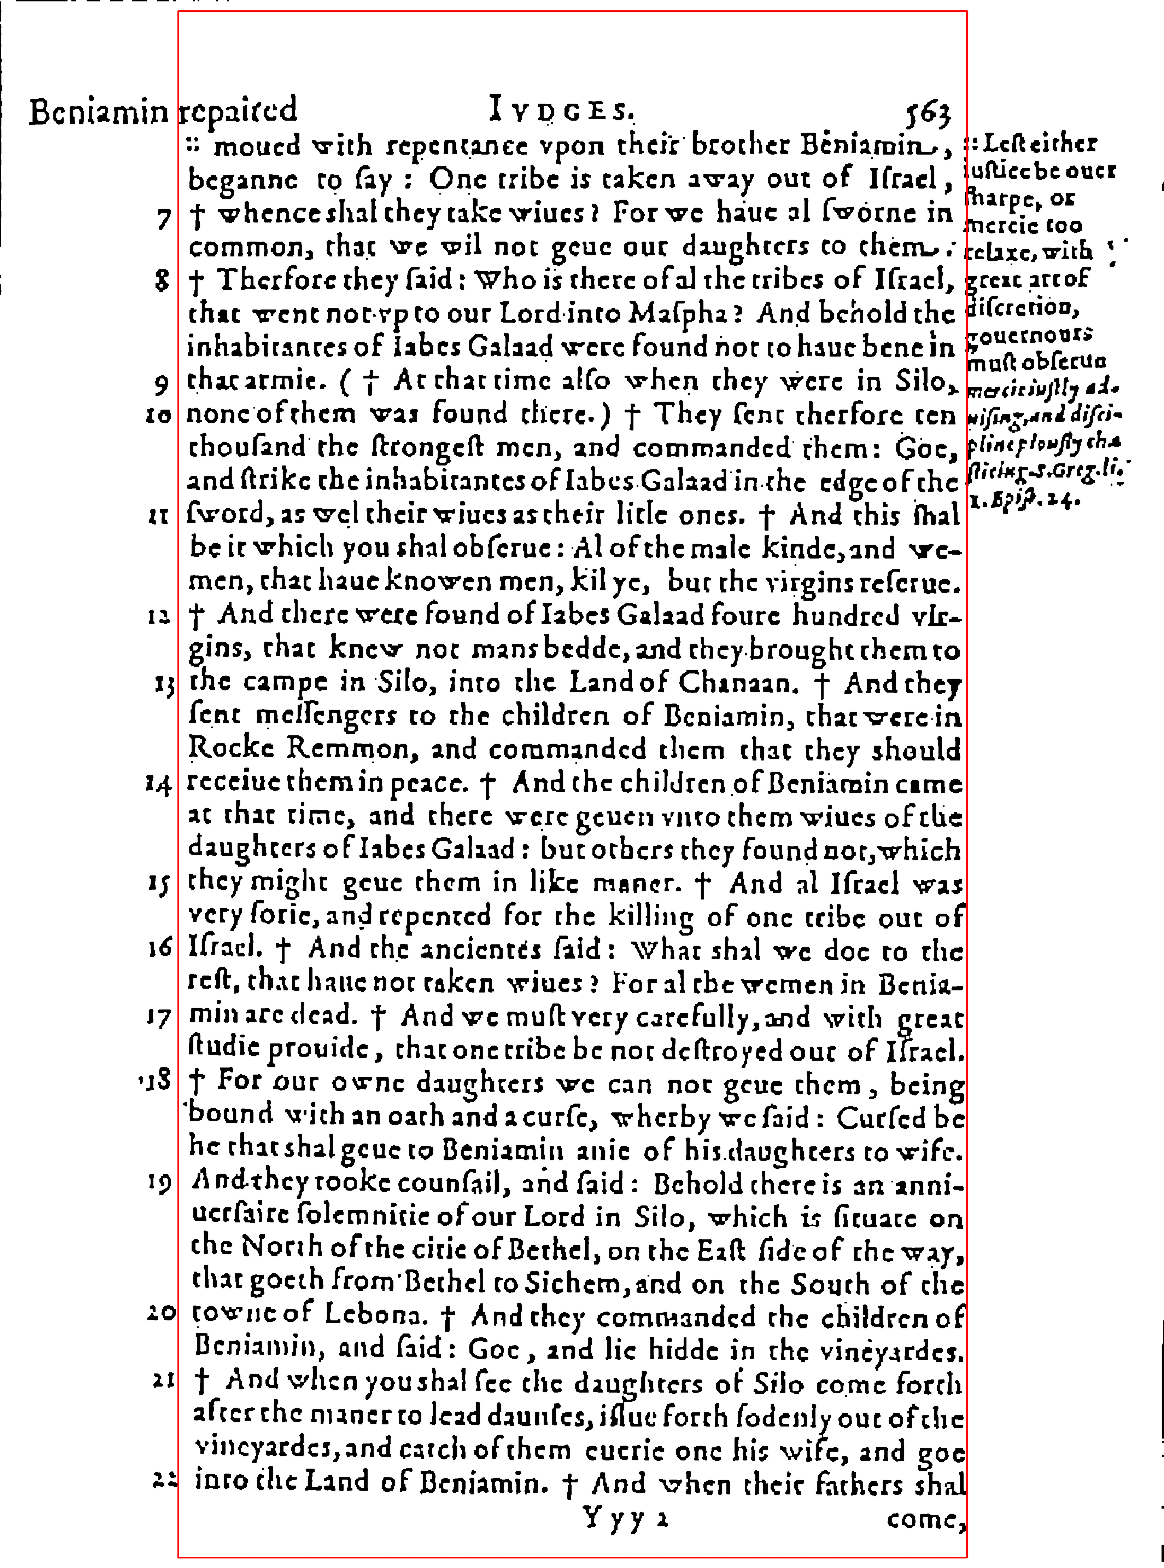 Beniamin repaired IVDGES. 563
:: moued with repentance vpon their brother Beniamin,
beganne to ſay: One tribe is taken away out of Iſrael,
7 † whence shal they take wiues? For we haue al ſworne in
common, that we wil not geue our daughters to them.
8 † Therfore they ſaid: Who is there of al the tribes of Iſrael,
that went not vp to our Lord into Maſpha? And behold the
inhabitantes of Iabes Galaad were found not to haue bene in
9 that armie. († At that time alſo when they were in Silo,
10 none of them was found there.) † They ſent therfore ten
thouſand the ſtrongeſt men, and commanded them: Goe,
and ſtrike the inhabitantes of Iabes Galaad in the edge of the
11 ſword, as wel their wiues as their litle ones. † And this ſhal
be it which you shal obſerue: Al of the male kinde, and we-
men, that haue knowen men, kil ye, but the virgins reſerue.
12 † And there were found of Iabes Galaad foure hundred vir-
gins, that knew not mans bedde, and they brought them to
13 the campe in Silo, into the Land of Chanaan. † And they
ſent meſſengers to the children of Beniamin, that were in
Rocke Remmon, and commanded them that they should
14 receiue them in peace. † And the children of Beniamin came
at that time, and there were geuen vnto them wiues of the
daughters of Iabes Galaad: but others they found not, which
15 they might geue them in like maner. † And al Iſrael was
very ſorie, and repented for the killing of one tribe out of
16 Iſrael. † And the ancientes ſaid: What shal we doe to the
reſt, that haue not taken wiues? For al the wemen in Benia-
17 min are dead. † And we muſt very carefully, and with great
ſtudie prouide, that one tribe be not deſtroyed out of Iſrael.
18 † For our owne daughters we can not geue them, being
bound with an oath and a curſe, wherby we ſaid: Curſed be
he that shal geue to Beniamin anie of his daughters to wife.
19 And they tooke counſail, and ſaid: Behold there is an anni-
uerſaire ſolemnitie of our Lord in Silo, which is ſituate on
the North of the citie of Bethel, on the Eaſt ſide of the way,
that goeth from Bethel to Sichem, and on the South of the
20 towne of Lebona. † And they commanded the children of
Beniamin, and ſaid: Goe, and lie hidde in the vineyardes.
21 † And when you shal ſee the daughters of Silo come forth
after the maner to lead daunſes, iſſue forth ſodenly out of the
vineyardes, and catch of them euerie one his wife, and goe
22 into the Land of Beniamin. † And when their fathers shal
Yyy 2 come,
:: Leſt either
iuſtice be ouer
sharpe, or
mercie too
relaxe, with
great art of
diſcretion,
gouernours
muſt obſerue
mercie iuſtly ad-
uiſing, and diſci-
pline piouſly cha
ſticing. S. Greg. li.
1. Epiſt. 24.